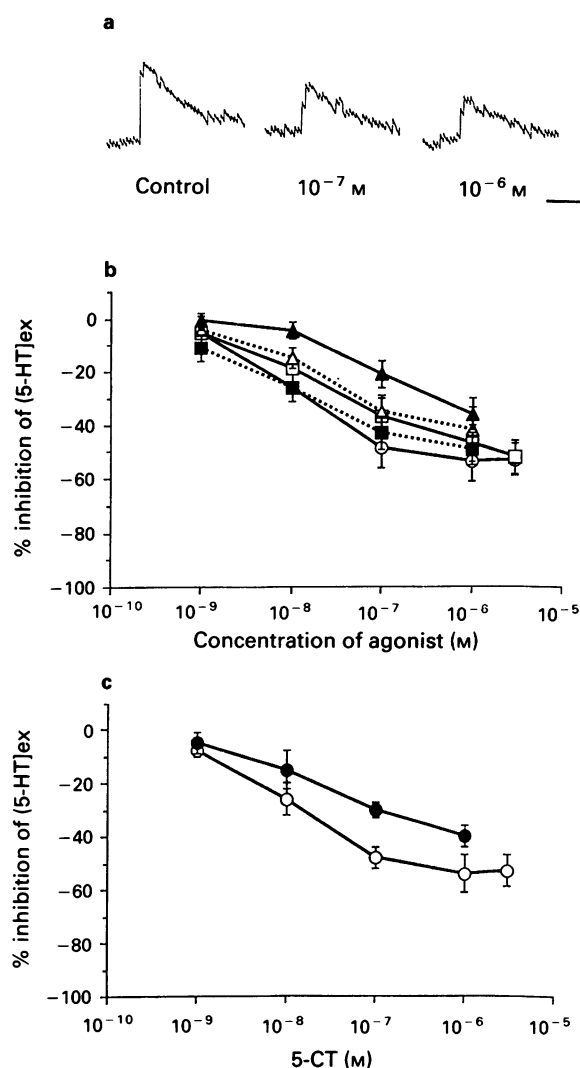 a
Control 10⁻⁷ M 10⁻⁶ M
b
% inhibition of (5-HT]ex
0
−20
−40
−60
−80
−100
10⁻¹⁰ 10⁻⁹ 10⁻⁸ 10⁻⁷ 10⁻⁶ 10⁻⁵
Concentration of agonist (M)
c
% inhibition of (5-HT]ex
0
−20
−40
−60
−80
−100
10⁻¹⁰ 10⁻⁹ 10⁻⁸ 10⁻⁷ 10⁻⁶ 10⁻⁵
5-CT (M)